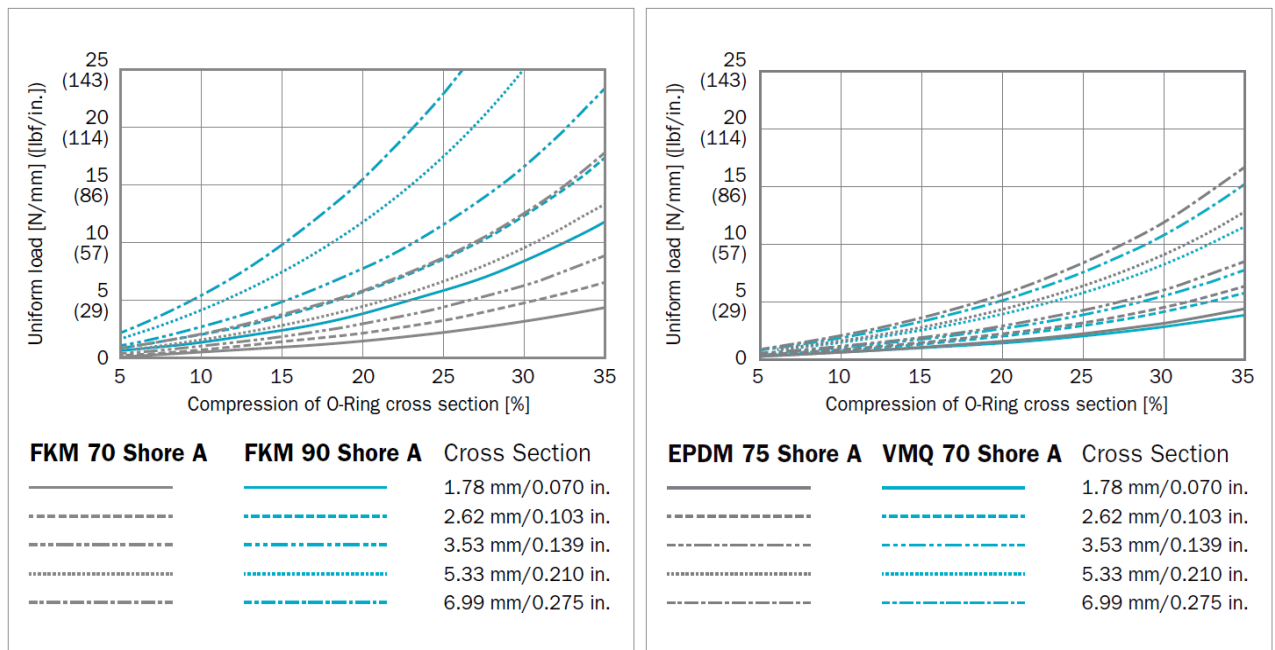 Uniform load [N/mm] ([lbf/in.])
25
(143)
20
(114)
15
(86)
10
(57)
5
(29)
0
5 10 15 20 25 30 35
Compression of O-Ring cross section [%]
FKM 70 Shore A FKM 90 Shore A Cross Section
1.78 mm/0.070 in.
2.62 mm/0.103 in.
3.53 mm/0.139 in.
5.33 mm/0.210 in.
6.99 mm/0.275 in.
Uniform load [N/mm] ([lbf/in.])
25
(143)
20
(114)
15
(86)
10
(57)
5
(29)
0
5 10 15 20 25 30 35
Compression of O-Ring cross section [%]
EPDM 75 Shore A VMQ 70 Shore A Cross Section
1.78 mm/0.070 in.
2.62 mm/0.103 in.
3.53 mm/0.139 in.
5.33 mm/0.210 in.
6.99 mm/0.275 in.